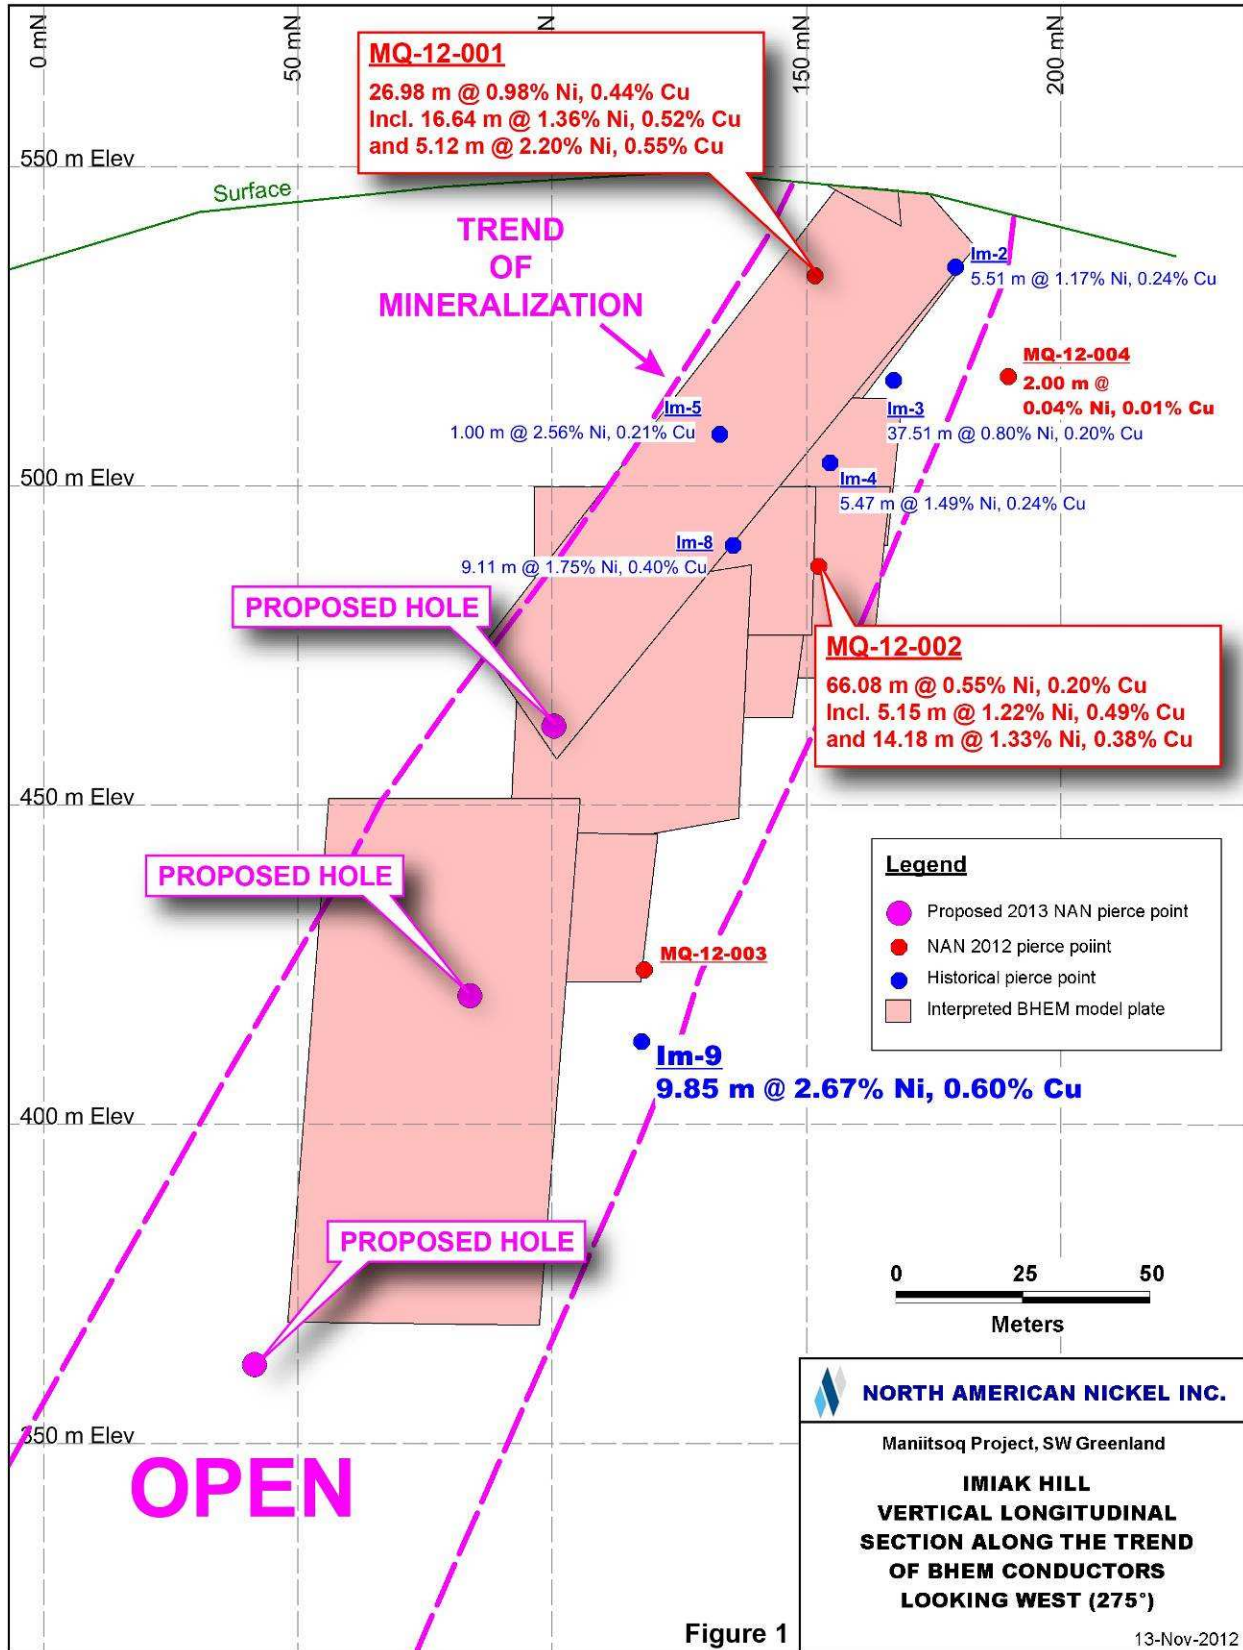 0 mN
50 mN
N
150 mN
200 mN
MQ-12-001
26.98 m @ 0.98% Ni, 0.44% Cu
Incl. 16.64 m @ 1.36% Ni, 0.52% Cu
and 5.12 m @ 2.20% Ni, 0.55% Cu
550 m Elev
Surface
TREND
OF
MINERALIZATION
Im-2
5.51 m @ 1.17% Ni, 0.24% Cu
MQ-12-004
2.00 m @
0.04% Ni, 0.01% Cu
Im-5
1.00 m @ 2.56% Ni, 0.21% Cu
Im-3
37.51 m @ 0.80% Ni, 0.20% Cu
500 m Elev
Im-4
5.47 m @ 1.49% Ni, 0.24% Cu
Im-8
9.11 m @ 1.75% Ni, 0.40% Cu
PROPOSED HOLE
MQ-12-002
66.08 m @ 0.55% Ni, 0.20% Cu
Incl. 5.15 m @ 1.22% Ni, 0.49% Cu
and 14.18 m @ 1.33% Ni, 0.38% Cu
450 m Elev
PROPOSED HOLE
Legend
Proposed 2013 NAN pierce point
NAN 2012 pierce poiint
Historical pierce point
Interpreted BHEM model plate
MQ-12-003
Im-9
9.85 m @ 2.67% Ni, 0.60% Cu
400 m Elev
PROPOSED HOLE
0 25 50
Meters
350 m Elev
OPEN
NORTH AMERICAN NICKEL INC.
Maniitsoq Project, SW Greenland
IMIAK HILL
VERTICAL LONGITUDINAL
SECTION ALONG THE TREND
OF BHEM CONDUCTORS
LOOKING WEST (275°)
Figure 1
13-Nov-2012